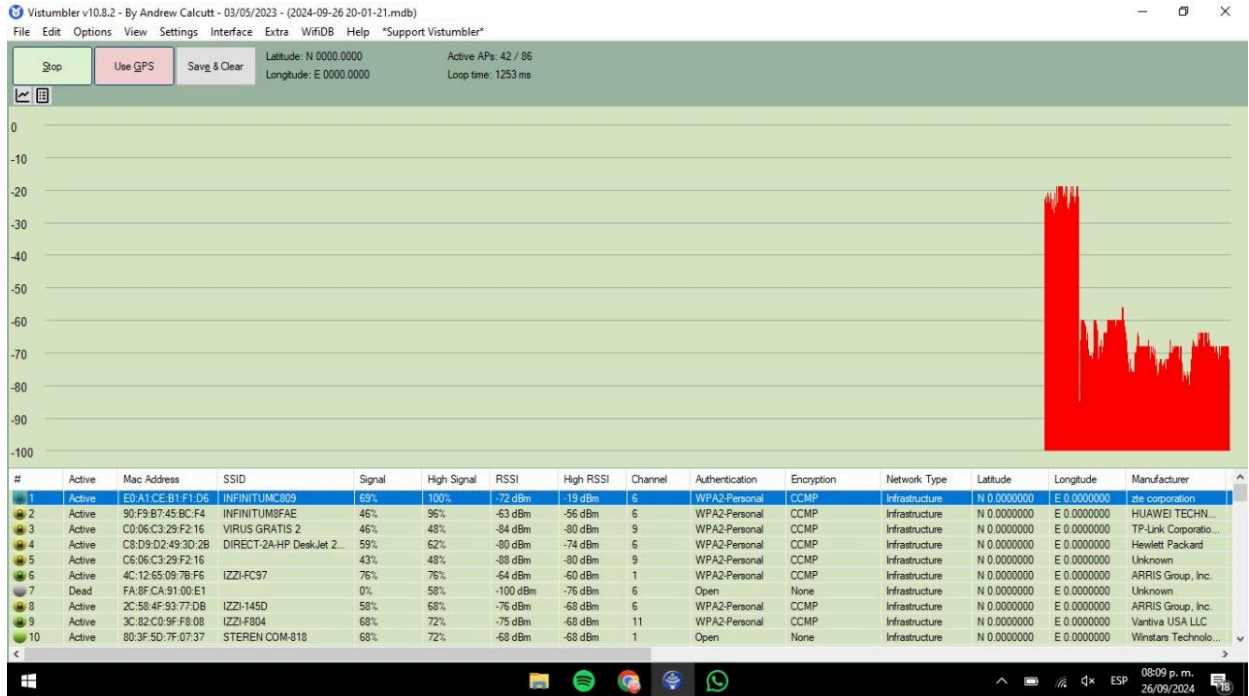 Vistumbler v10.8.2 - By Andrew Calcutt - 03/05/2023 - (2024-09-26 20-01-21.mdb)
File Edit Options View Settings Interface Extra WifiDB Help *Support Vistumbler*
Stop Use GPS Save & Clear Latitude: N 0000.0000 Active APs: 42 / 86
Longitude: E 0000.0000 Loop time: 1253 ms
0
-10
-20
-30
-40
-50
-60
-70
-80
-90
-100
# Active Mac Address SSID Signal High Signal RSSI High RSSI Channel Authentication Encryption Network Type Latitude Longitude Manufacturer
1 Active E0:A1:CE:B1:F1:D6 INFINITUMC809 69% 100% -72 dBm -19 dBm 6 WPA2-Personal CCMP Infrastructure N 0.0000000 E 0.0000000 zte corporation
2 Active 90:F9:B7:45:BC:F4 INFINITUM8FAE 46% 96% -63 dBm -56 dBm 6 WPA2-Personal CCMP Infrastructure N 0.0000000 E 0.0000000 HUAWEI TECHN...
3 Active C0:06:C3:29:F2:16 VIRUS GRATIS 2 46% 48% -84 dBm -80 dBm 9 WPA2-Personal CCMP Infrastructure N 0.0000000 E 0.0000000 TP-Link Corporatio...
4 Active C8:D9:D2:49:3D:2B DIRECT-2A-HP DeskJet 2... 59% 62% -80 dBm -74 dBm 6 WPA2-Personal CCMP Infrastructure N 0.0000000 E 0.0000000 Hewlett Packard
5 Active C6:06:C3:29:F2:16 43% 48% -88 dBm -80 dBm 9 WPA2-Personal CCMP Infrastructure N 0.0000000 E 0.0000000 Unknown
6 Active 4C:12:65:09:7B:F6 IZZI-FC97 76% 76% -64 dBm -60 dBm 1 WPA2-Personal CCMP Infrastructure N 0.0000000 E 0.0000000 ARRIS Group, Inc.
7 Dead FA:8F:CA:91:00:E1 0% 58% -100 dBm -76 dBm 6 Open None Infrastructure N 0.0000000 E 0.0000000 Unknown
8 Active 2C:58:4F:93:77:DB IZZI-145D 58% 68% -76 dBm -68 dBm 6 WPA2-Personal CCMP Infrastructure N 0.0000000 E 0.0000000 ARRIS Group, Inc.
9 Active 3C:82:C0:9F:F8:08 IZZI-F804 68% 72% -75 dBm -68 dBm 11 WPA2-Personal CCMP Infrastructure N 0.0000000 E 0.0000000 Vantiva USA LLC
10 Active 80:3F:5D:7F:07:37 STEREN COM-818 68% 72% -68 dBm -68 dBm 1 Open None Infrastructure N 0.0000000 E 0.0000000 Winstars Technolo...
ESP 08:09 p. m.
26/09/2024 18